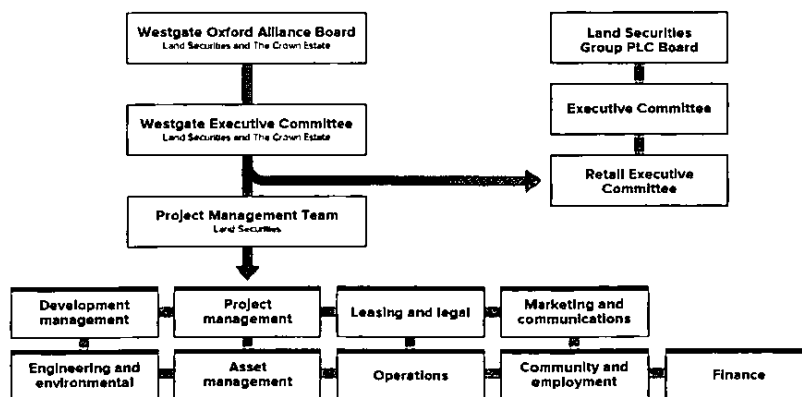 Westgate Oxford Alliance Board
Land Securities and The Crown Estate
Land Securities
Group PLC Board
Westgate Executive Committee
Land Securities and The Crown Estate
Executive Committee
Retail Executive
Committee
Project Management Team
Land Securities
Development
management
Project
management
Leasing and legal
Marketing and
communications
Engineering and
environmental
Asset
management
Operations
Community and
employment
Finance